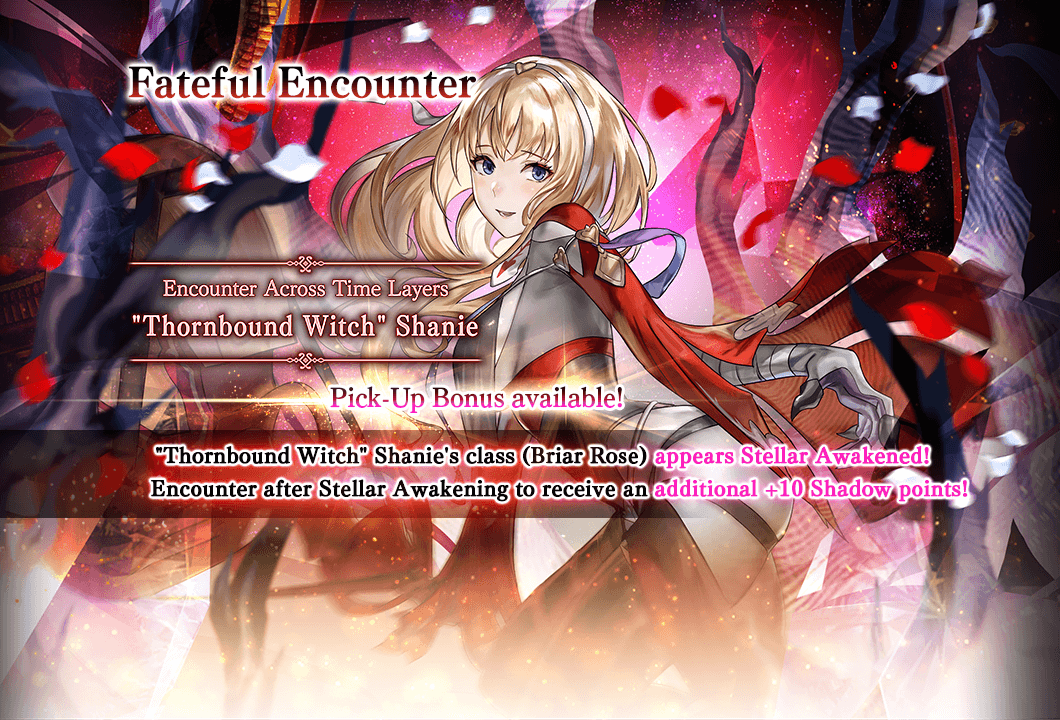 Fateful Encounter
Encounter Across Time Layers
"Thornbound Witch" Shanie
Pick-Up Bonus available!
"Thornbound Witch" Shanie's class (Briar Rose) appears Stellar Awakened!
Encounter after Stellar Awakening to receive an additional +10 Shadow points!